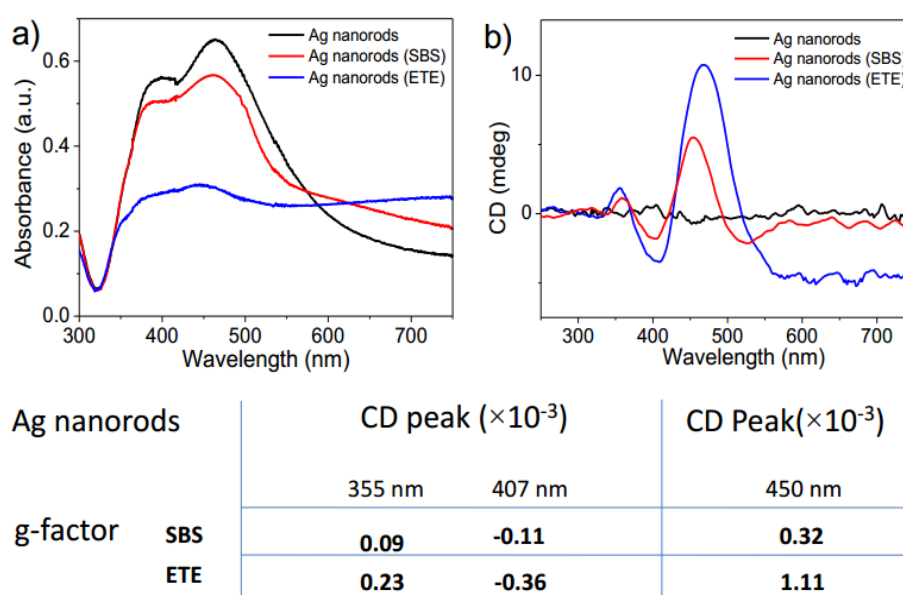 a)
Ag nanorods
Ag nanorods (SBS)
Ag nanorods (ETE)
0.6
0.4
0.2
0.0
Absorbance (a.u.)
300 400 500 600 700
Wavelength (nm)
b)
Ag nanorods
Ag nanorods (SBS)
Ag nanorods (ETE)
10
0
CD (mdeg)
300 400 500 600 700
Wavelength (nm)
Ag nanorods CD peak (×10-3) CD Peak(×10-3)
355 nm 407 nm 450 nm
g-factor SBS 0.09 -0.11 0.32
ETE 0.23 -0.36 1.11